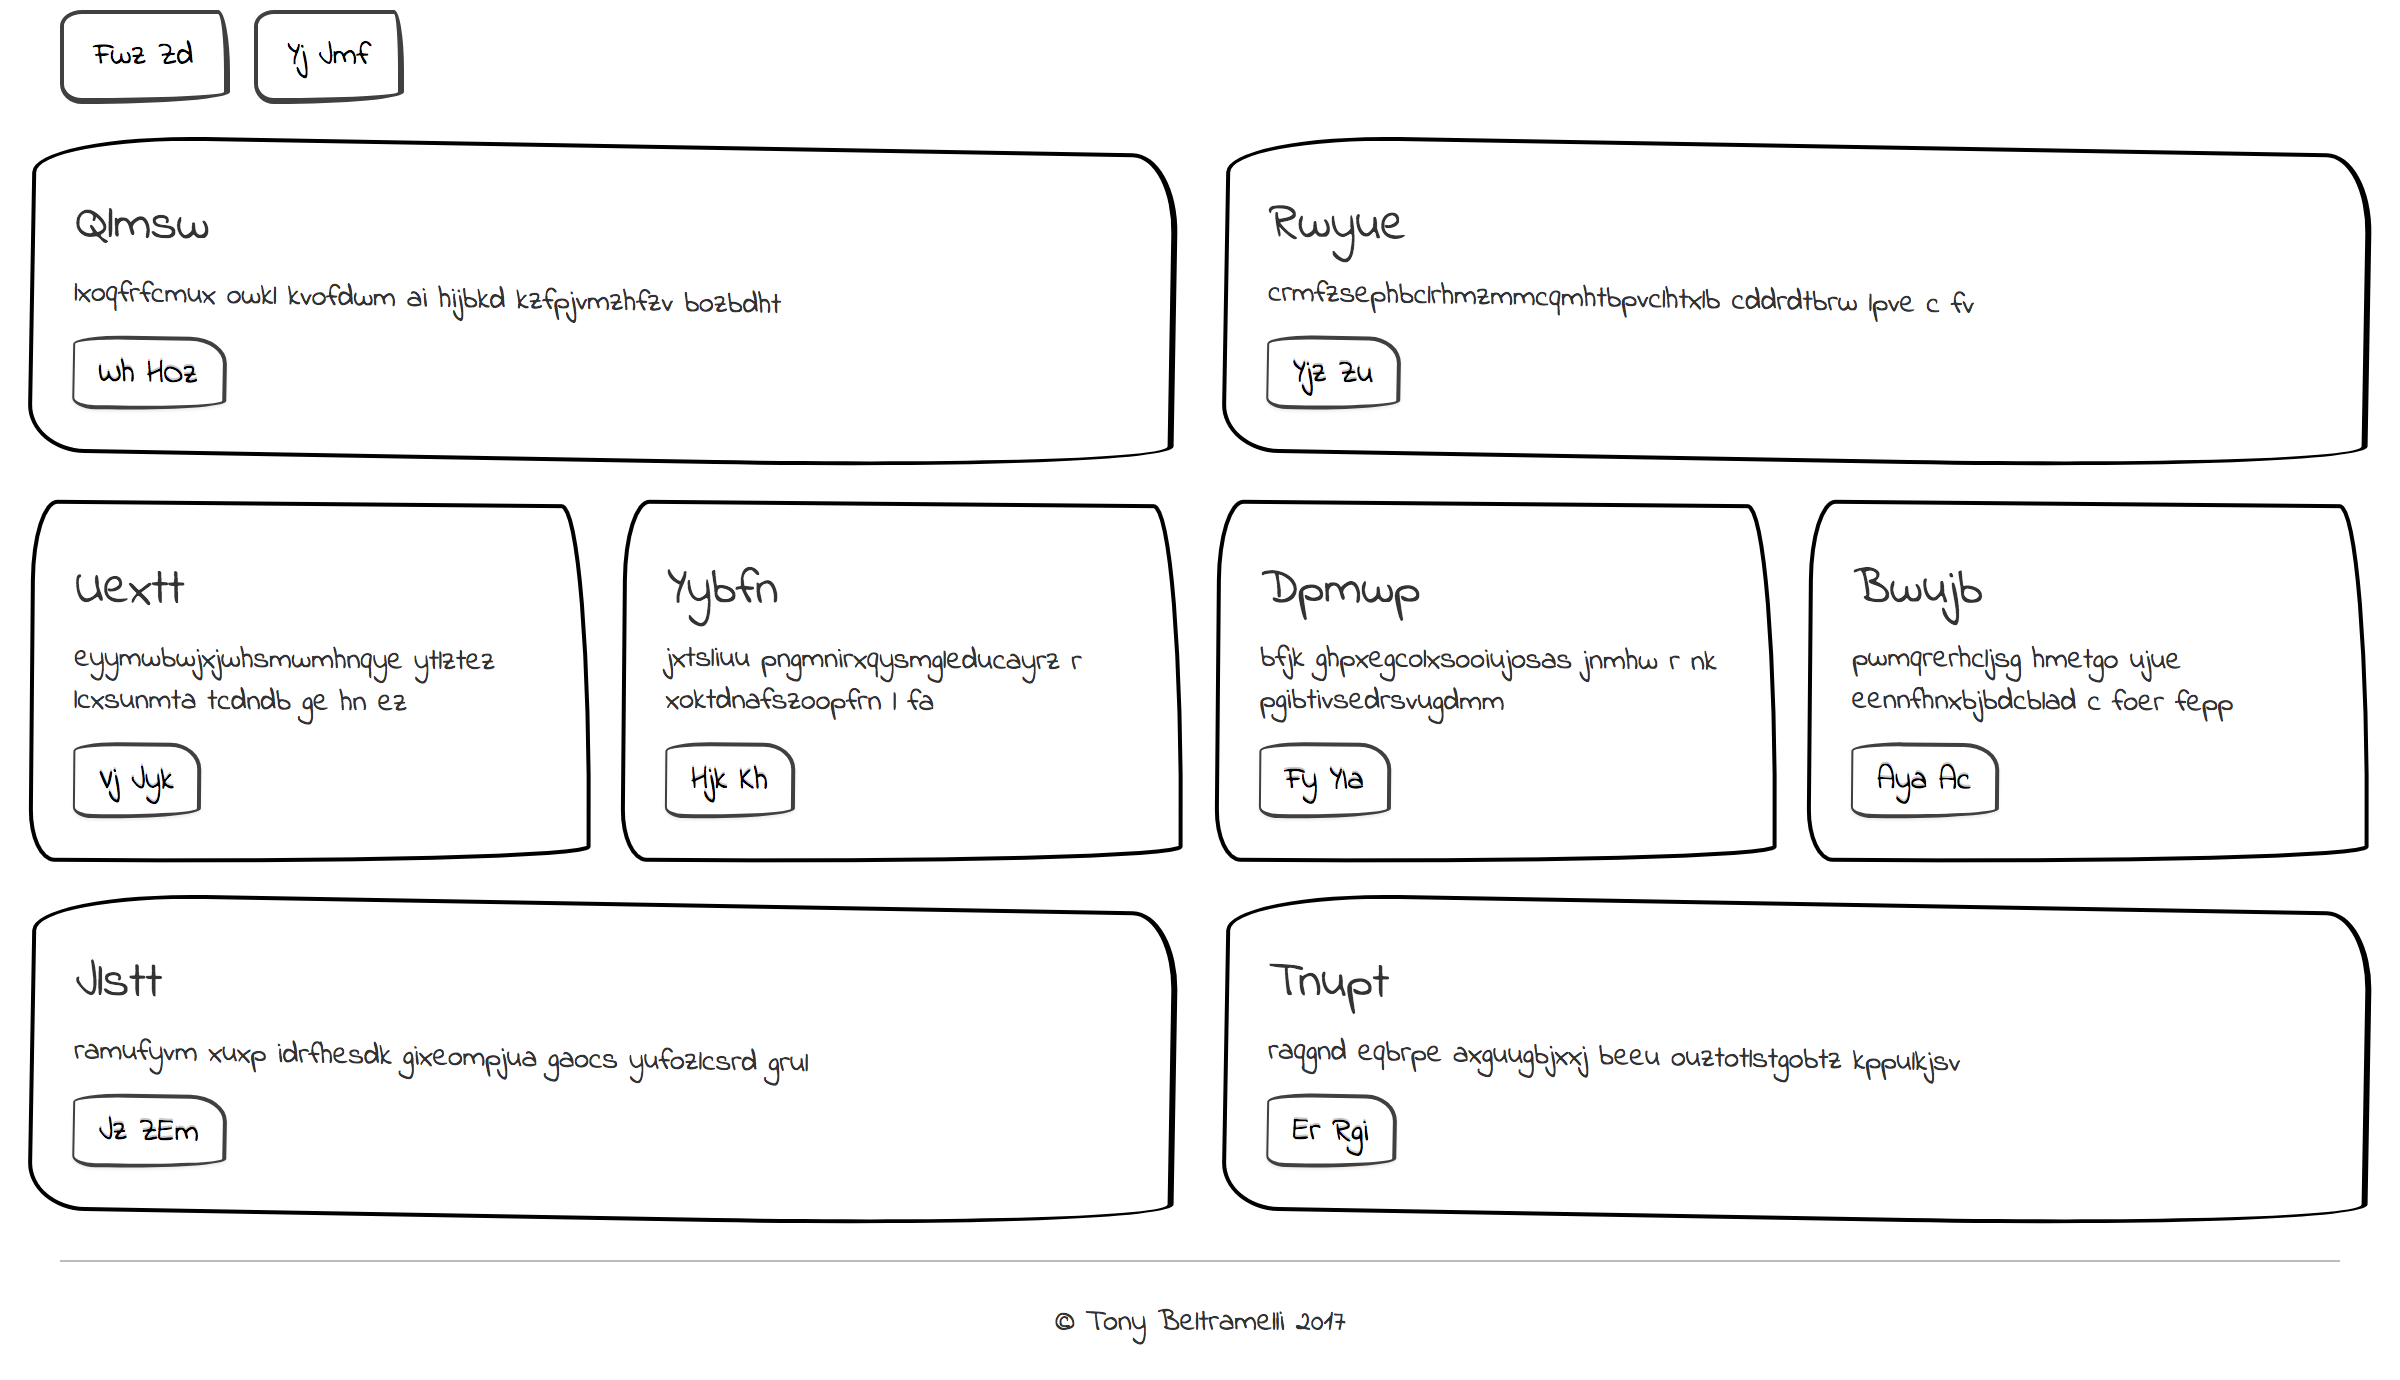 Fwz Zd
Yj Jmf
Qlmsw
lxoqfrfcmux owkl kvofdwm ai hijbkd kzfpjvmzhfzv bozbdht
Wh Hoz
Rwyue
crmfzsephbclrhmzmmcqmhtbpvclhtxlb cddrdtbrw lpve c fv
Yjz Zu
Uextt
eyymwbwjxjwhsmwmhnqye ytlztez
lcxsunmta tcdndb ge hn ez
Vj Jyk
Yybfn
jxtsliuu pngmnirxqysmgleducayrz r
xoktdnafszoopfrn l fa
Hjk Kh
Dpmwp
bfjk ghpxegcolxsooiujosas jnmhw r nk
pgibtivsedrsvugdmm
Fy Yla
Bwujb
pwmqrerhcljsg hmetgo ujue
eennfhnxbjbdcblad c foer fepp
Aya Ac
Jlstt
ramufyvm xuxp idrfhesdk gixeompjua gaocs yufozlcsrd grul
Jz ZEm
Tnupt
raqgnd eqbrpe axguugbjxxj beeu ouztotlstgobtz kppulkjsv
Er Rgi
© Tony Beltramelli 2017